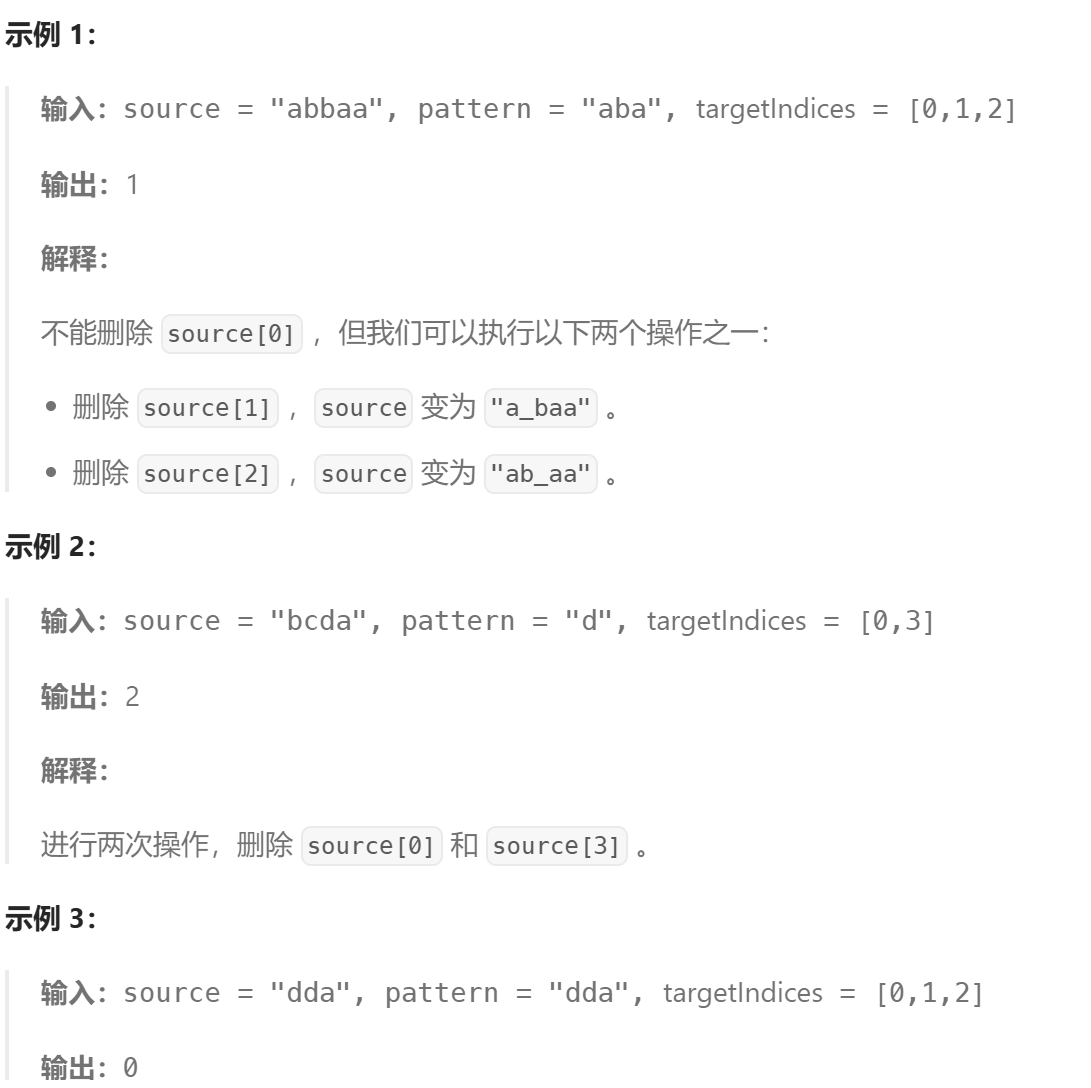 示例 1：
输入：source = "abbaa", pattern = "aba", targetIndices = [0,1,2]
输出：1
解释：
不能删除 source[0] ，但我们可以执行以下两个操作之一：
• 删除 source[1] ， source 变为 "a_baa" 。
• 删除 source[2] ， source 变为 "ab_aa" 。
示例 2：
输入：source = "bcda", pattern = "d", targetIndices = [0,3]
输出：2
解释：
进行两次操作，删除 source[0] 和 source[3] 。
示例 3：
输入：source = "dda", pattern = "dda", targetIndices = [0,1,2]
输出：0